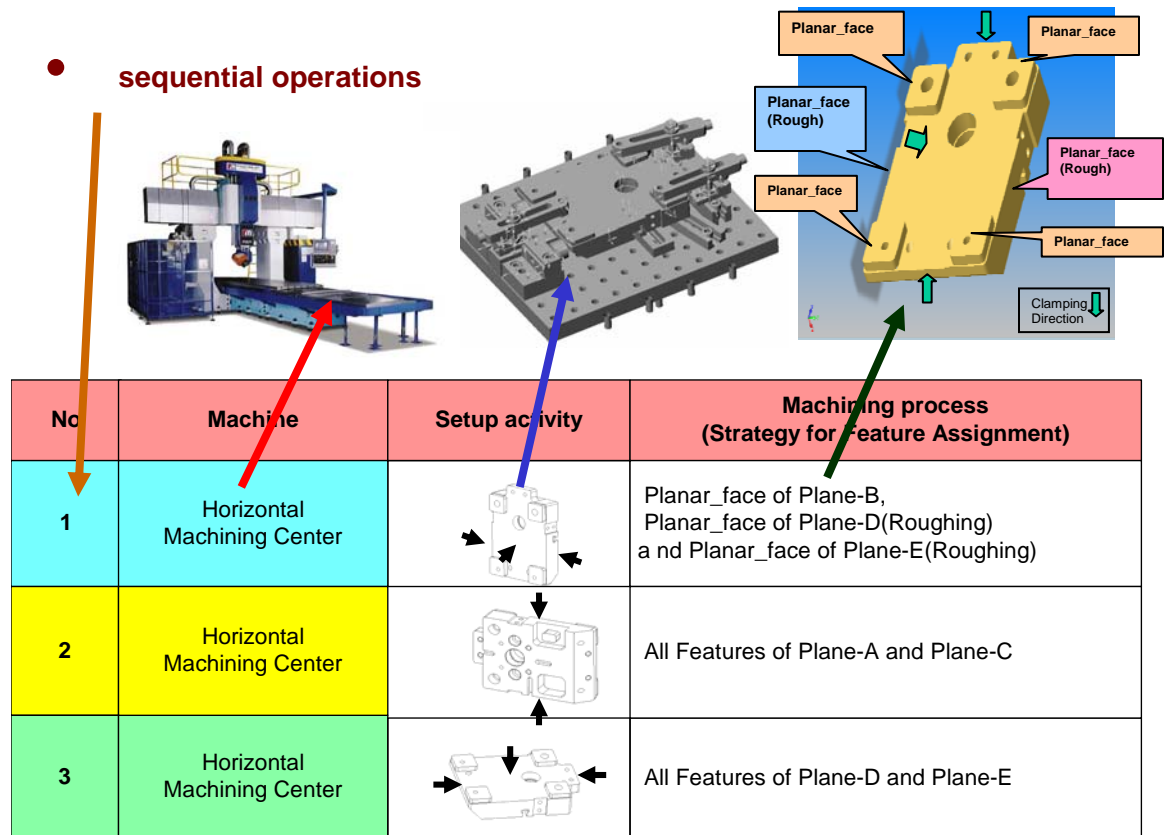 • sequential operations
Planar_face
Planar_face
Planar_face
(Rough)
Planar_face
(Rough)
Planar_face
Planar_face
Clamping
Direction
No
Machine
Setup activity
Machining process
(Strategy for Feature Assignment)
1
Horizontal
Machining Center
Planar_face of Plane-B,
Planar_face of Plane-D(Roughing)
a nd Planar_face of Plane-E(Roughing)
2
Horizontal
Machining Center
All Features of Plane-A and Plane-C
3
Horizontal
Machining Center
All Features of Plane-D and Plane-E